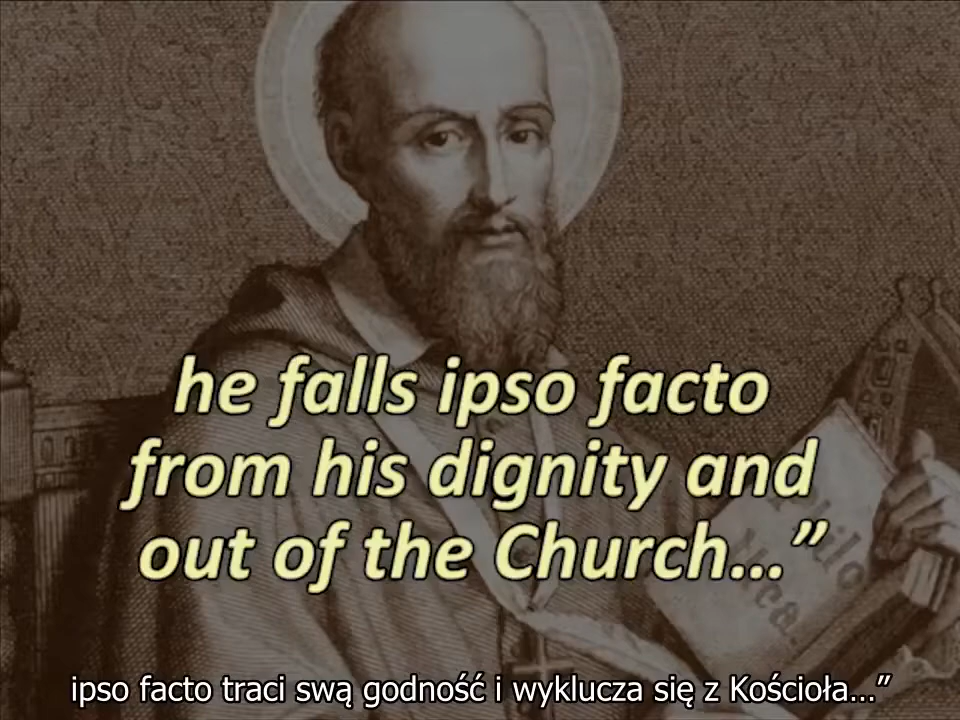 he falls ipso facto
from his dignity and
out of the Church...”
ipso facto traci swą godność i wyklucza się z Kościoła...”